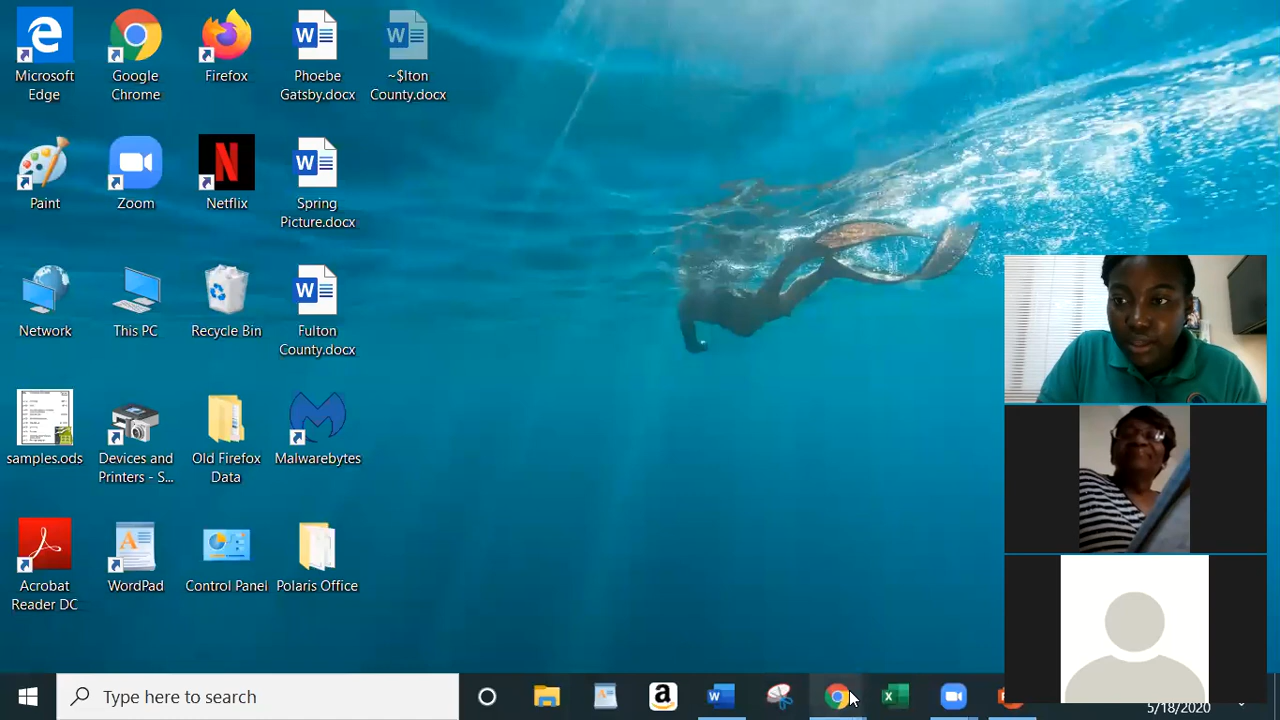 Microsoft
Edge
Google
Chrome
Firefox
Phoebe
Gatsby.docx
~$lton
County.docx
Paint
Zoom
Netflix
Spring
Picture.docx
Network
This PC
Recycle Bin
Fulton
County.docx
samples.ods
Devices and
Printers - S...
Old Firefox
Data
Malwarebytes
Acrobat
Reader DC
WordPad
Control Panel
Polaris Office
Type here to search
5/18/2020